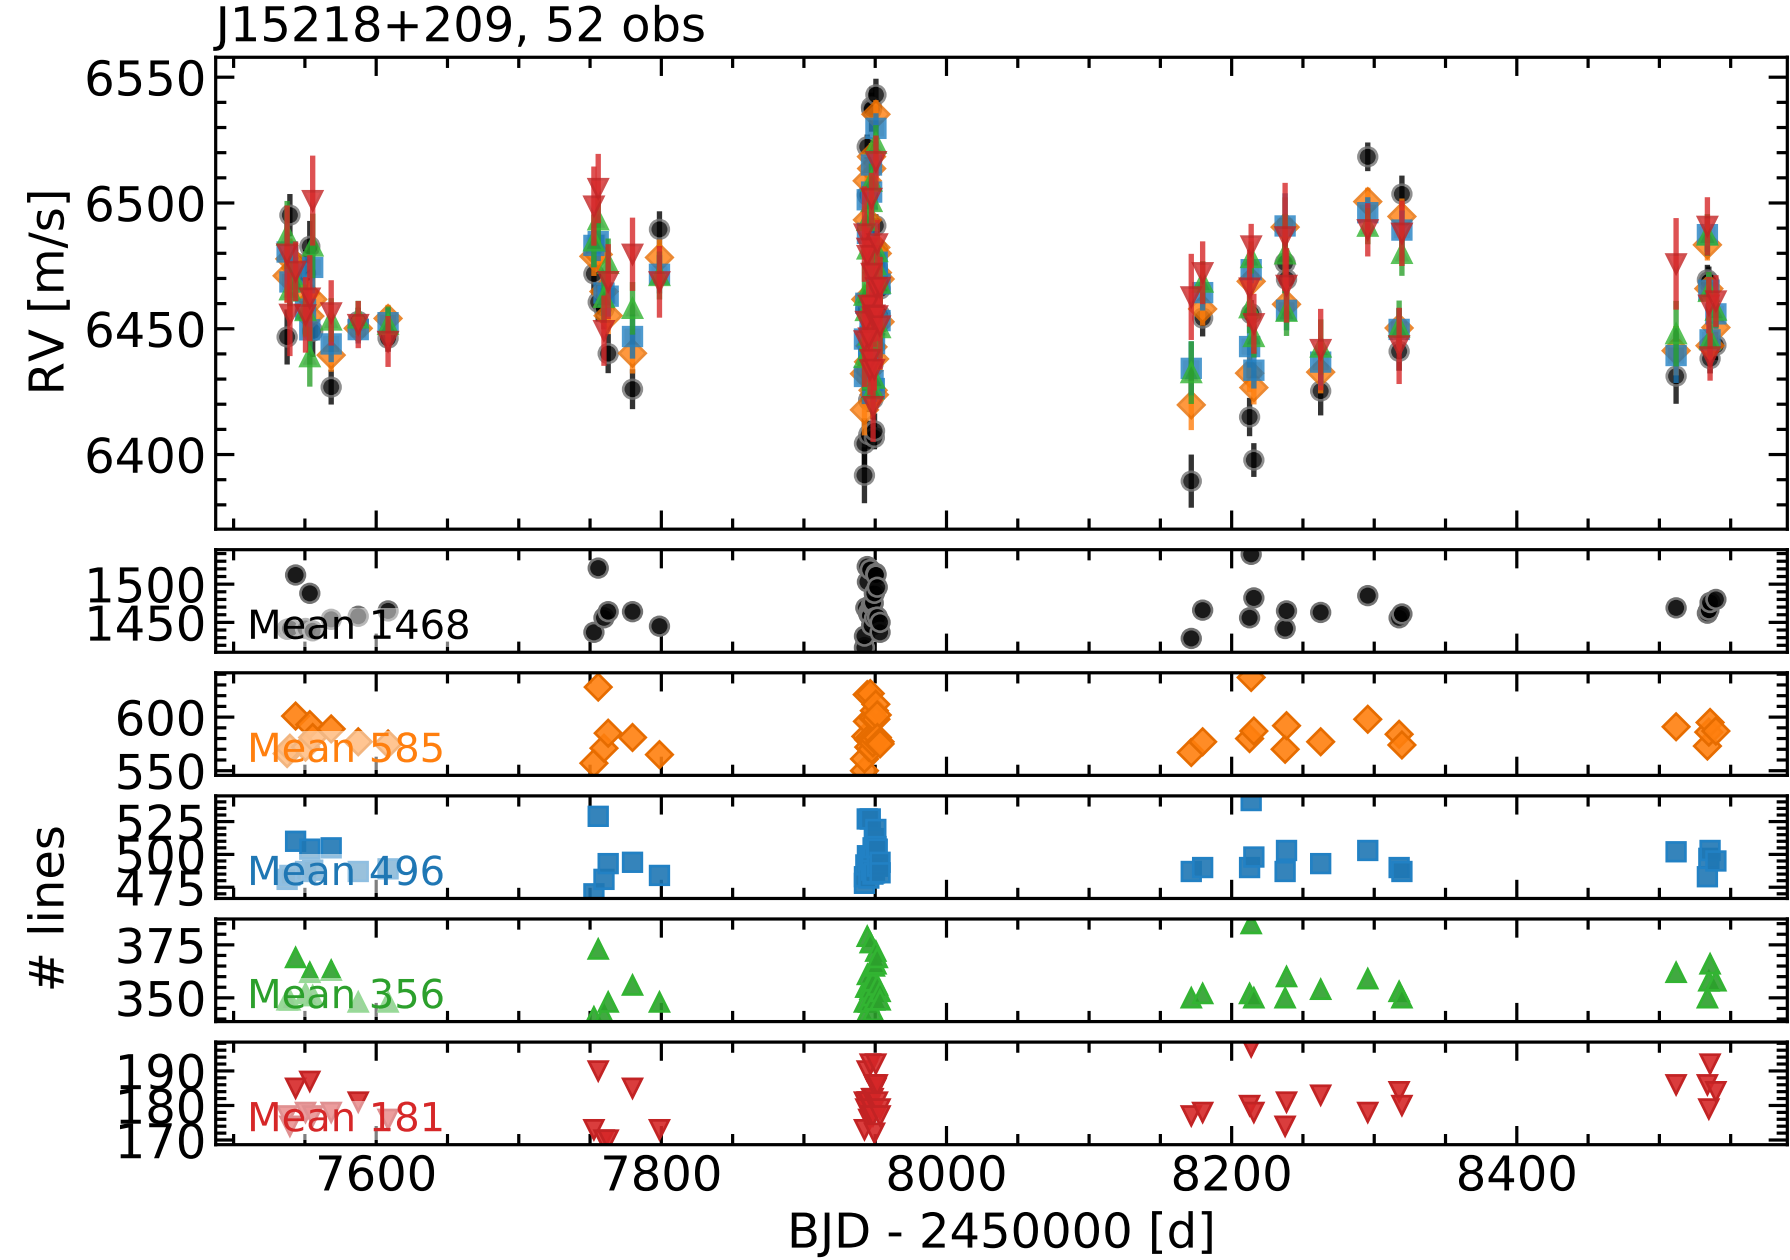 J15218+209, 52 obs
6550
6500
6450
6400
RV [m/s]
1500
1450
Mean 1468
600
550
Mean 585
525
500
475
Mean 496
375
350
Mean 356
190
180
170
Mean 181
# lines
7600 7800 8000 8200 8400
BJD - 2450000 [d]